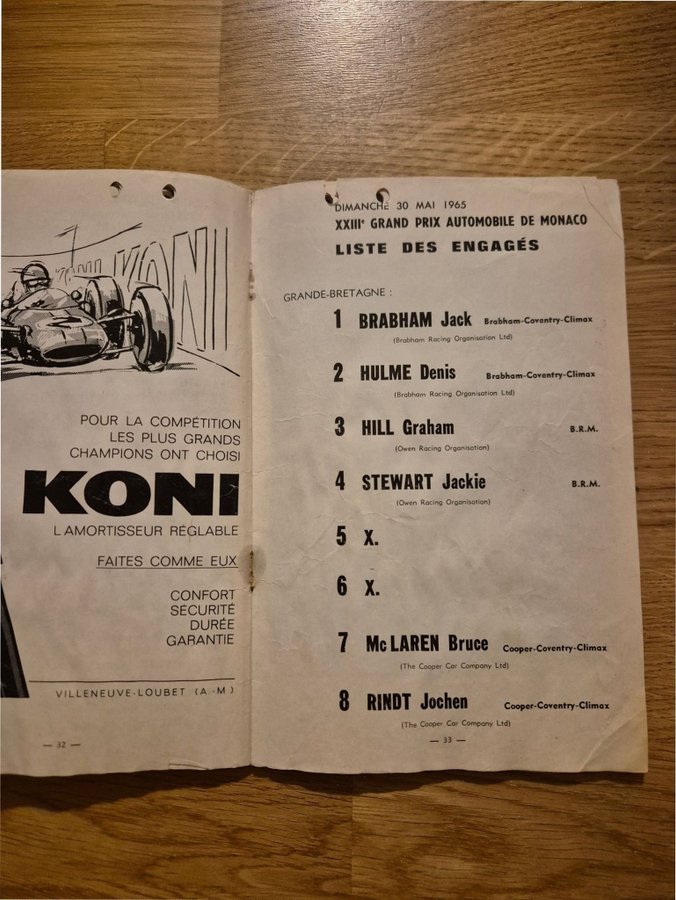 KONI
KONI
POUR LA COMPÉTITION
LES PLUS GRANDS
CHAMPIONS ONT CHOISI
KONI
L'AMORTISSEUR RÉGLABLE
FAITES COMME EUX
CONFORT
SÉCURITÉ
DURÉE
GARANTIE
VILLENEUVE-LOUBET (A.-M)
— 32 —
DIMANCHE 30 MAI 1965
XXIIIe GRAND PRIX AUTOMOBILE DE MONACO
LISTE DES ENGAGÉS
GRANDE-BRETAGNE :
1 BRABHAM Jack Brabham-Coventry-Climax
(Brabham Racing Organisation Ltd)
2 HULME Denis Brabham-Coventry-Climax
(Brabham Racing Organisation Ltd)
3 HILL Graham B.R.M.
(Owen Racing Organisation)
4 STEWART Jackie B.R.M.
(Owen Racing Organisation)
5 X.
6 X.
7 Mc LAREN Bruce Cooper-Coventry-Climax
(The Cooper Car Company Ltd)
8 RINDT Jochen Cooper-Coventry-Climax
(The Cooper Car Company Ltd)
— 33 —